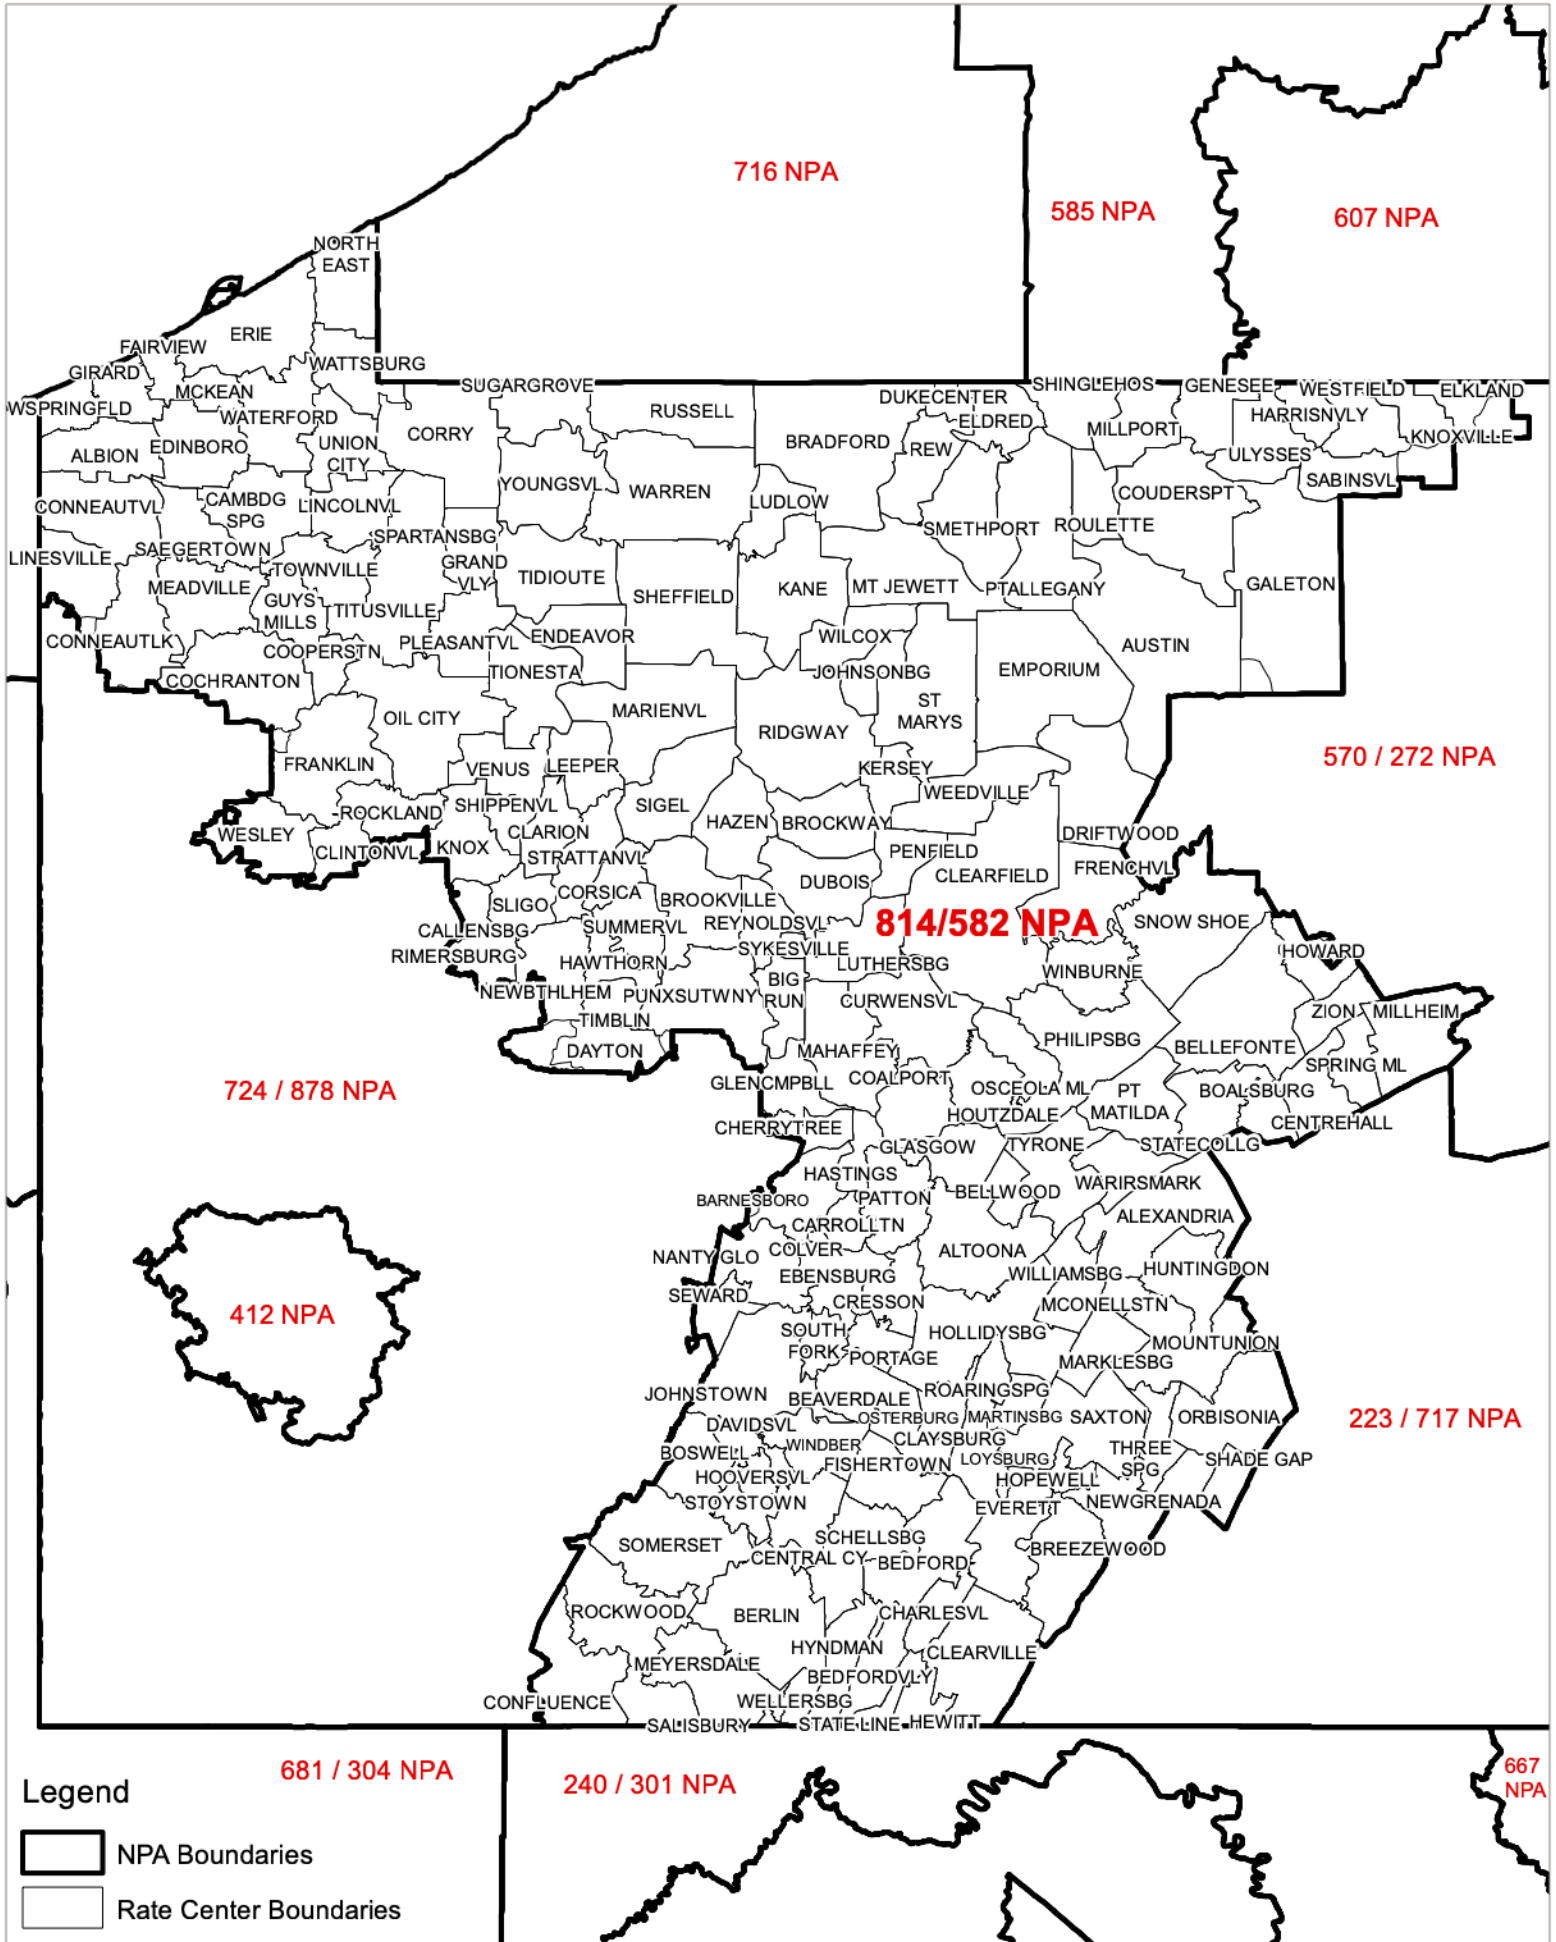 716 NPA
585 NPA
607 NPA
NORTH
EAST
ERIE
FAIRVIEW
WATTSBURG
GIRARD
MCKEAN
SUGARGROVE
SHINGLEHOS
GENESEE
WESTFIELD
ELKLAND
WSPRINGFLD
WATERFORD
RUSSELL
DUKECENTER
ELDRED
HARRISNVLY
CORRY
BRADFORD
MILLPORT
KNOXVILLE
ALBION
EDINBORO
UNION
CITY
REW
ULYSSES
SABINSVL
YOUNGSVL
WARREN
LUDLOW
COUDERSPT
CONNEAUTVL
CAMBDG
SPG
LINCOLNVL
SMETHPORT
ROULETTE
SPARTANSBG
LINESVILLE
SAEGERTOWN
TOWNVILLE
GRAND
VLY
TIDIOUTE
MEADVILLE
SHEFFIELD
KANE
MT JEWETT
PTALLEGANY
GALETON
GUYS
MILLS
TITUSVILLE
CONNEAUTLK
COOPERSTN
PLEASANTVL
ENDEAVOR
WILCOX
AUSTIN
COCHRANTON
TIONESTA
JOHNSONBG
EMPORIUM
OIL CITY
MARIENVL
ST
MARYS
RIDGWAY
570 / 272 NPA
FRANKLIN
VENUS
LEEPER
KERSEY
WEEDVILLE
ROCKLAND
SHIPPENVL
SIGEL
WESLEY
CLARION
HAZEN
BROCKWAY
DRIFTWOOD
CLINTONVL
KNOX
STRATTANVL
PENFIELD
FRENCHVL
CLEARFIELD
DUBOIS
SLIGO
CORSICA
BROOKVILLE
814/582 NPA
SNOW SHOE
CALLENSBG
SUMMERVL
REYNOLDSVL
SYKESVILLE
HOWARD
RIMERSBURG
HAWTHORN
LUTHERSBG
WINBURNE
NEWBTHLHEM
PUNXSUTWNY
BIG
RUN
CURWENSVL
ZION
MILLHEIM
TIMBLIN
PHILIPSBG
DAYTON
MAHAFFEY
BELLEFONTE
SPRING ML
724 / 878 NPA
GLENCMPBLL
COALPORT
OSCEOLA ML
PT
MATILDA
BOALSBURG
HOUTZDALE
CENTREHALL
CHERRYTREE
GLASGOW
TYRONE
STATECOLLG
HASTINGS
WARIRSMARK
BARNESBORO
PATTON
BELLWOOD
CARROLLTN
ALEXANDRIA
NANTY GLO
COLVER
ALTOONA
EBENSBURG
WILLIAMSBG
HUNTINGDON
SEWARD
CRESSON
MCONELLSTN
412 NPA
SOUTH
FORK
HOLLIDYSBG
MOUNTUNION
PORTAGE
MARKLESBG
JOHNSTOWN
BEAVERDALE
ROARINGSPG
OSTERBURG
MARTINSBG
SAXTON
ORBISONIA
223 / 717 NPA
DAVIDSVL
CLAYSBURG
BOSWELL
WINDBER
FISHERTOWN
LOYSBURG
THREE
SPG
SHADE GAP
HOOVERSVL
HOPEWELL
STOYSTOWN
EVERETT
NEWGRENADA
SOMERSET
SCHELLSBG
BREEZEWOOD
CENTRAL CY
BEDFORD
ROCKWOOD
BERLIN
CHARLESVL
HYNDMAN
CLEARVILLE
MEYERSDALE
BEDFORDVLY
CONFLUENCE
WELLERSBG
SALISBURY
STATE LINE
HEWITT
681 / 304 NPA
240 / 301 NPA
667
NPA
Legend
NPA Boundaries
Rate Center Boundaries